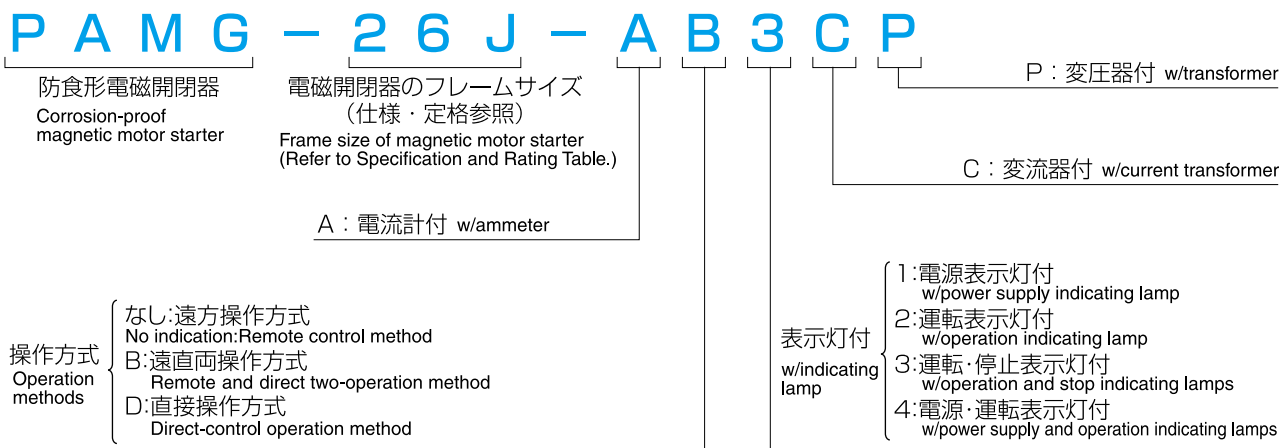 PAMG-26J-AB3CP
防食形電磁開閉器
Corrosion-proof
magnetic motor starter
電磁開閉器のフレームサイズ
(仕様・定格参照)
Frame size of magnetic motor starter
(Refer to Specification and Rating Table.)
P:変圧器付 w/transformer
C:変流器付 w/current transformer
A:電流計付 w/ammeter
操作方式
Operation
methods
なし:遠方操作方式
No indication:Remote control method
B:遠直両操作方式
Remote and direct two-operation method
D:直接操作方式
Direct-control operation method
表示灯付
w/indicating
lamp
1:電源表示灯付
w/power supply indicating lamp
2:運転表示灯付
w/operation indicating lamp
3:運転・停止表示灯付
w/operation and stop indicating lamps
4:電源・運転表示灯付
w/power supply and operation indicating lamps